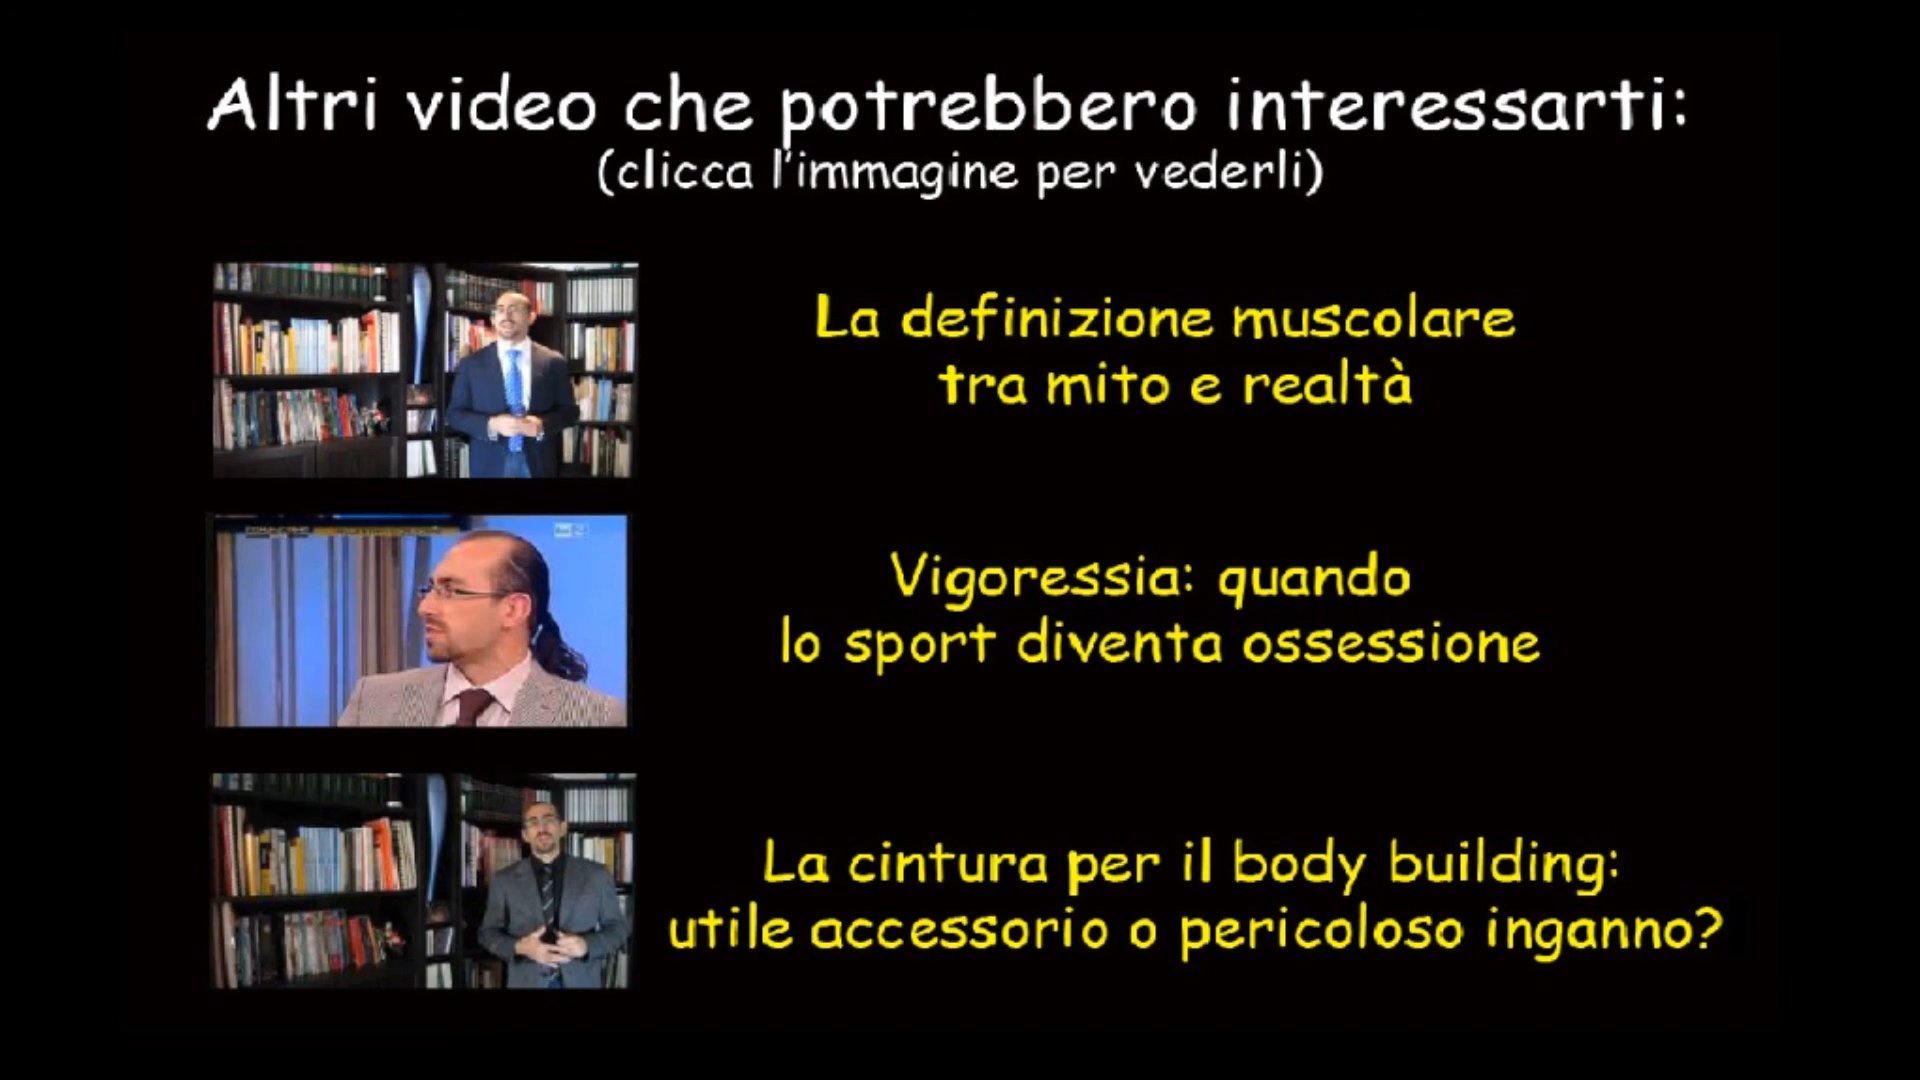 Altri video che potrebbero interessarti:
(clicca l'immagine per vederli)
La definizione muscolare
tra mito e realtà
Vigoressia: quando
lo sport diventa ossessione
La cintura per il body building:
utile accessorio o pericoloso inganno?